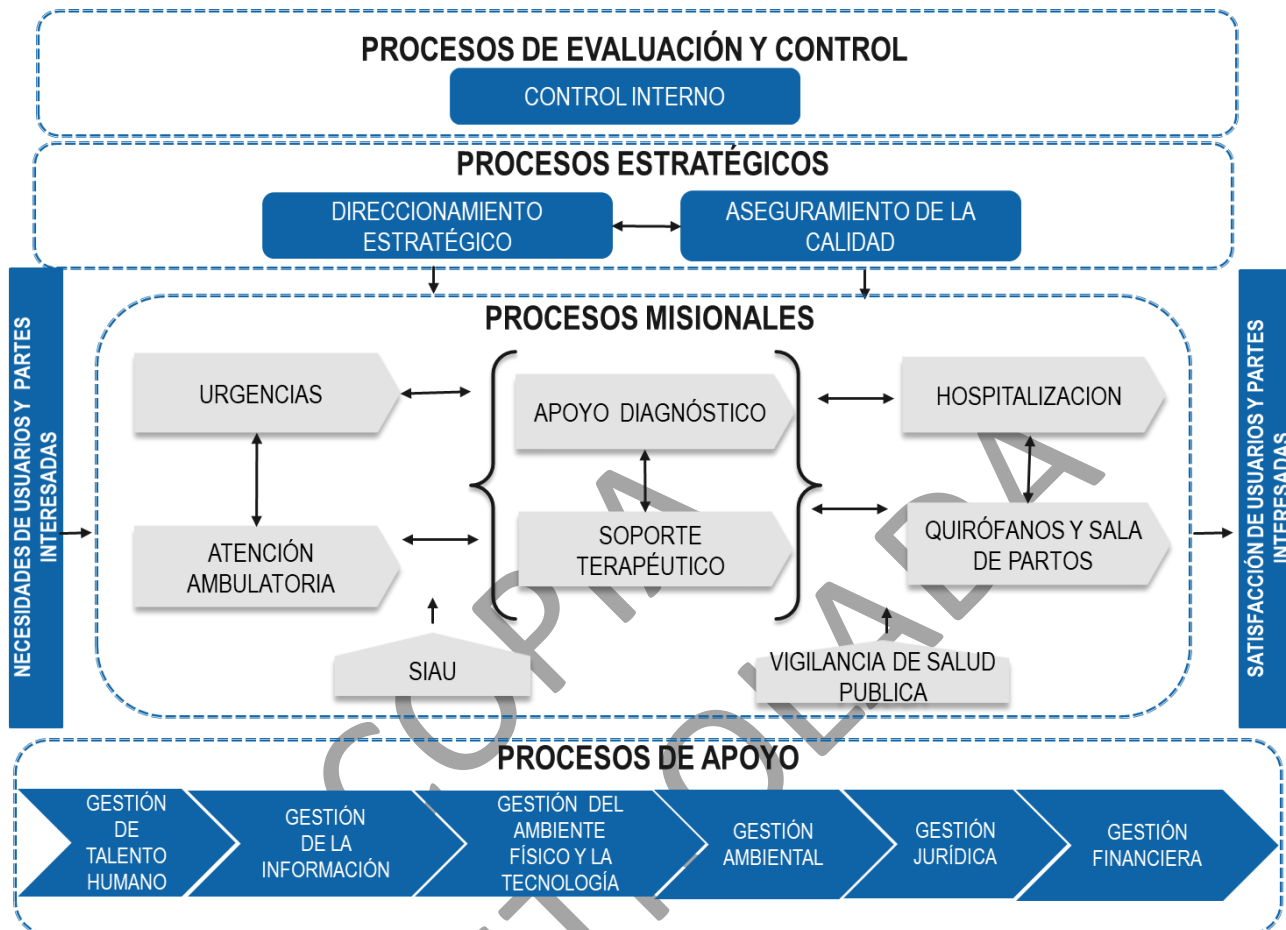 PROCESOS DE EVALUACIÓN Y CONTROL
CONTROL INTERNO
PROCESOS ESTRATÉGICOS
DIRECCIONAMIENTO
ESTRATÉGICO
ASEGURAMIENTO DE LA
CALIDAD
NECESIDADES DE USUARIOS Y PARTES
INTERESADAS
PROCESOS MISIONALES
URGENCIAS
APOYO DIAGNÓSTICO
HOSPITALIZACION
ATENCIÓN
AMBULATORIA
SOPORTE
TERAPÉUTICO
QUIRÓFANOS Y SALA
DE PARTOS
SIAU
VIGILANCIA DE SALUD
PUBLICA
SATISFACCIÓN DE USUARIOS Y PARTES
INTERESADAS
PROCESOS DE APOYO
GESTIÓN
DE
TALENTO
HUMANO
GESTIÓN
DE LA
INFORMACIÓN
GESTIÓN DEL
AMBIENTE
FÍSICO Y LA
TECNOLOGÍA
GESTIÓN
AMBIENTAL
GESTIÓN
JURÍDICA
GESTIÓN
FINANCIERA
COPIA